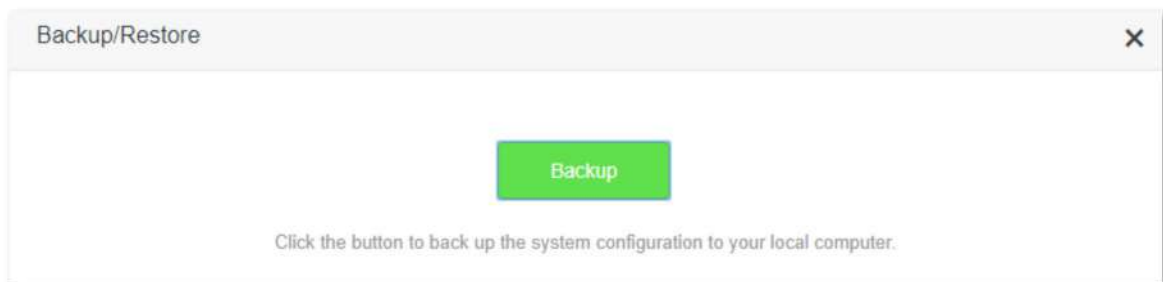 Backup/Restore
Backup
Click the button to back up the system configuration to your local computer.